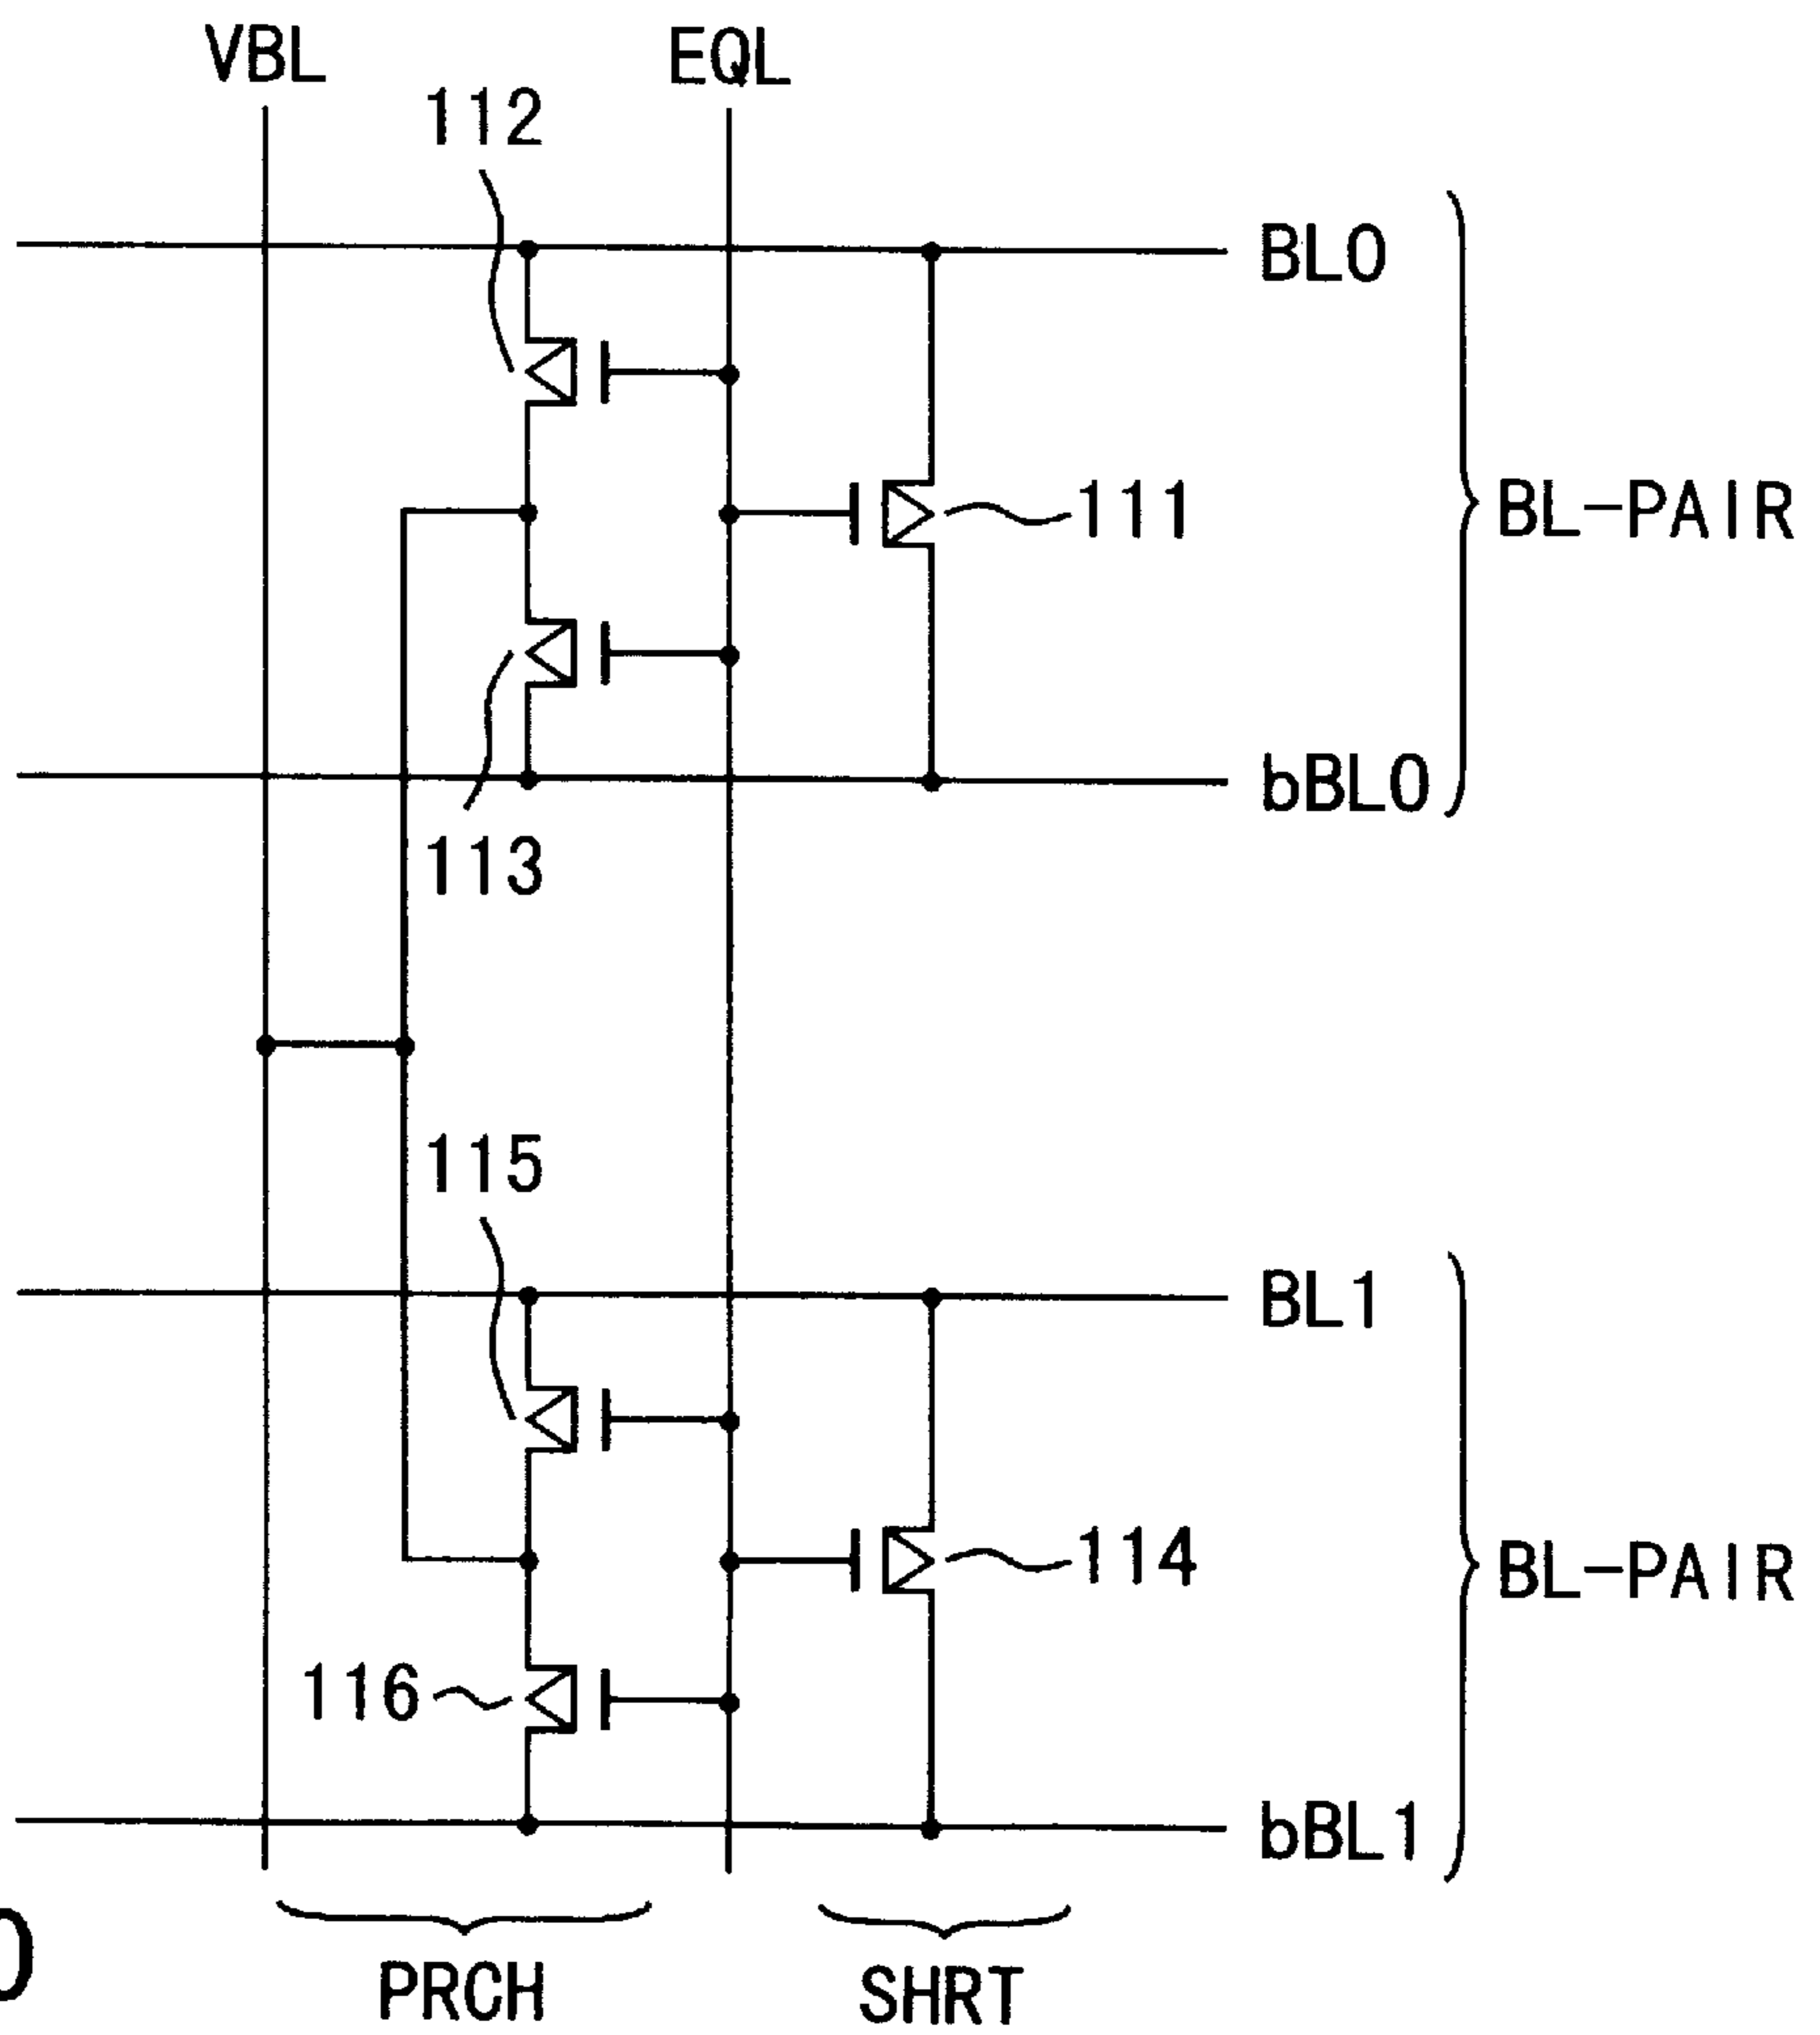 VBL
EQL
112
BL0
111
BL-PAIR
bBL0
113
115
BL1
114
BL-PAIR
116
bBL1
PRCH
SHRT